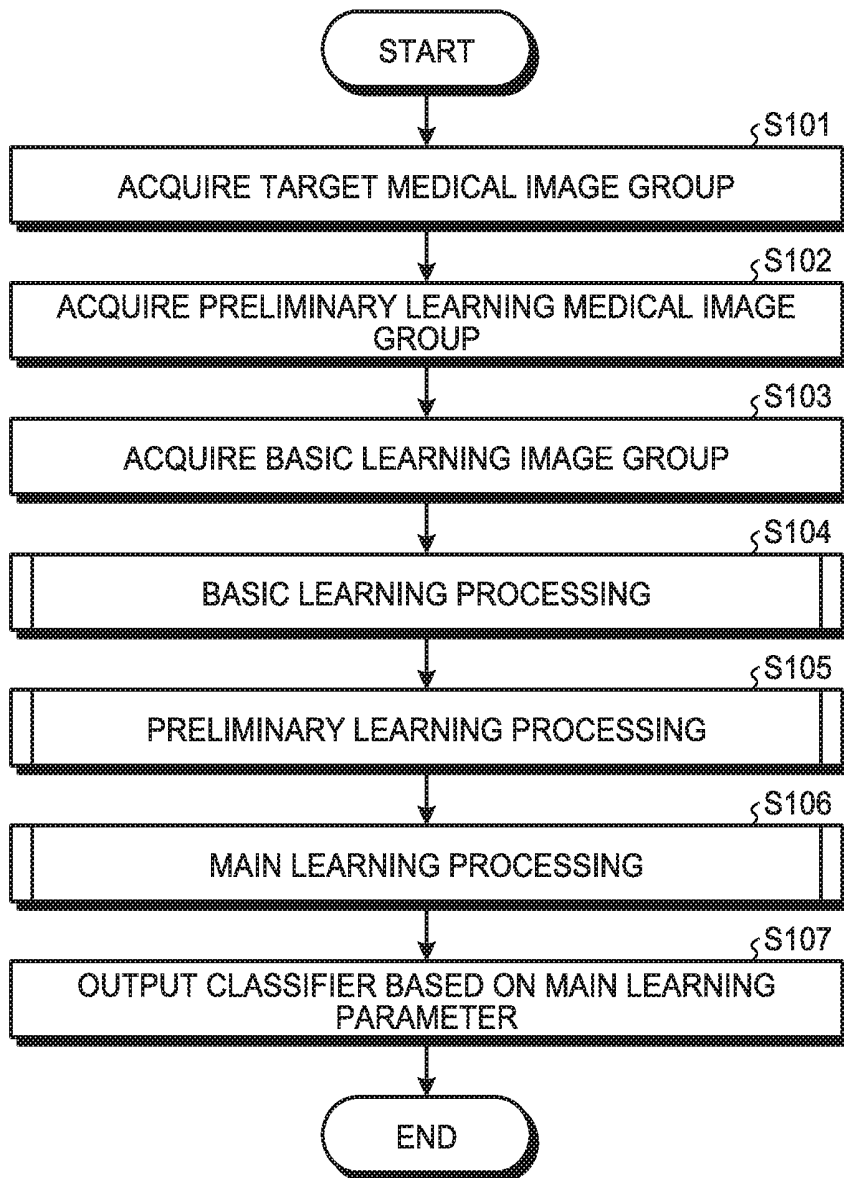 START
S101
ACQUIRE TARGET MEDICAL IMAGE GROUP
S102
ACQUIRE PRELIMINARY LEARNING MEDICAL IMAGE
GROUP
S103
ACQUIRE BASIC LEARNING IMAGE GROUP
S104
BASIC LEARNING PROCESSING
S105
PRELIMINARY LEARNING PROCESSING
S106
MAIN LEARNING PROCESSING
S107
OUTPUT CLASSIFIER BASED ON MAIN LEARNING
PARAMETER
END